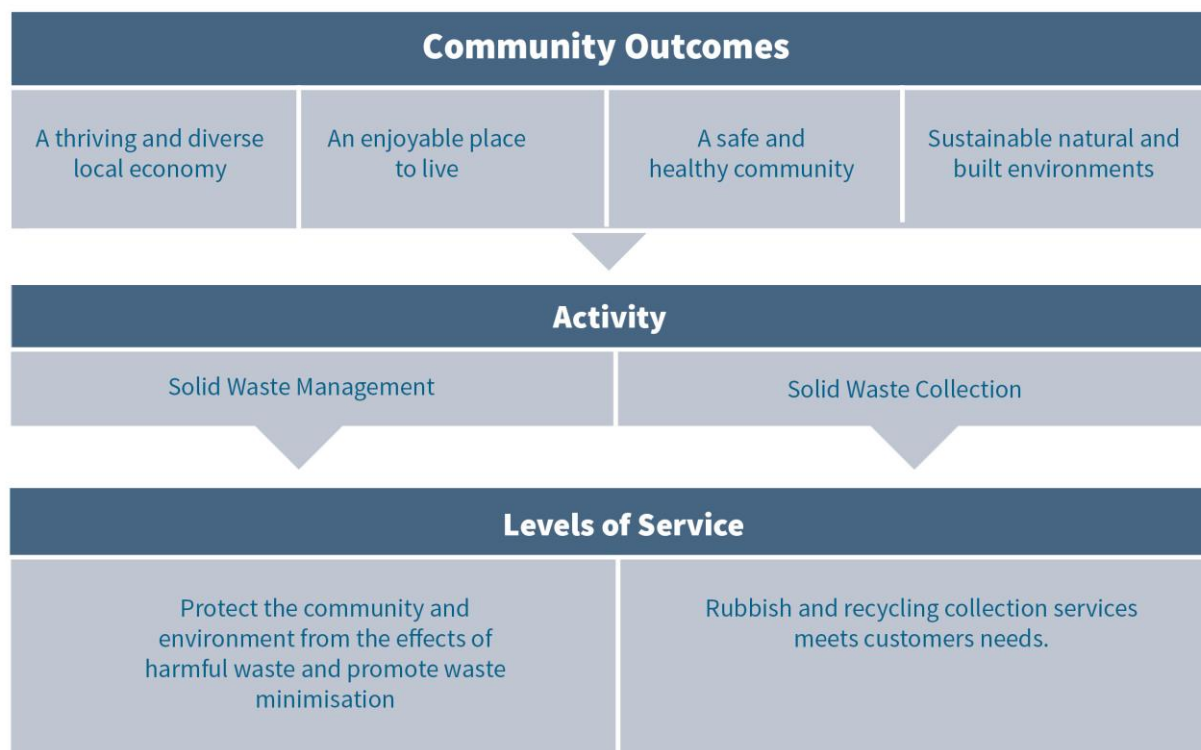 Community Outcomes
A thriving and diverse
local economy
An enjoyable place
to live
A safe and
healthy community
Sustainable natural and
built environments
Activity
Solid Waste Management
Solid Waste Collection
Levels of Service
Protect the community and
environment from the effects of
harmful waste and promote waste
minimisation
Rubbish and recycling collection services
meets customers needs.